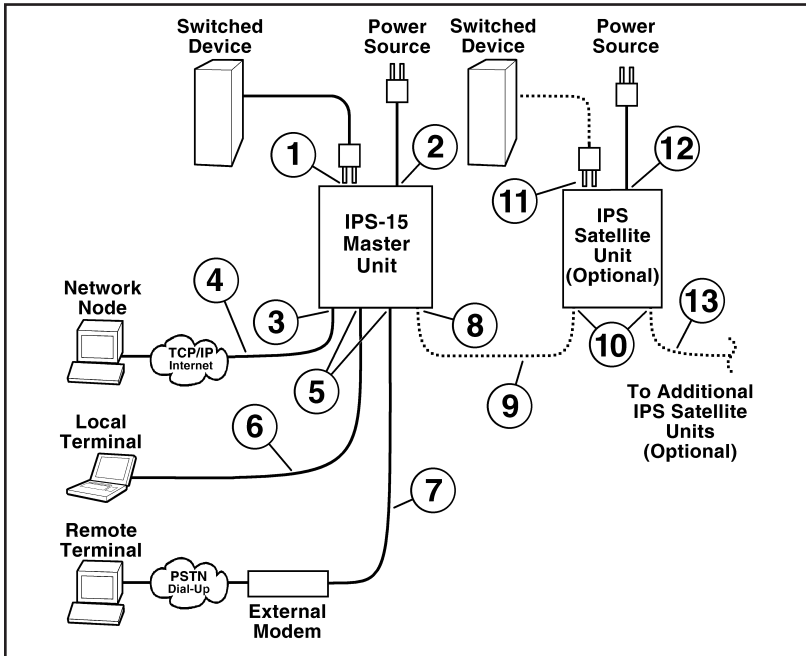 Switched
Device
Power
Source
Switched
Device
Power
Source
1
2
11
12
IPS-15
Master
Unit
IPS
Satellite
Unit
(Optional)
Network
Node
4
3
8
10
13
TCP/IP
Internet
5
9
To Additional
IPS Satellite
Units
(Optional)
Local
Terminal
6
7
Remote
Terminal
PSTN
Dial-Up
External
Modem